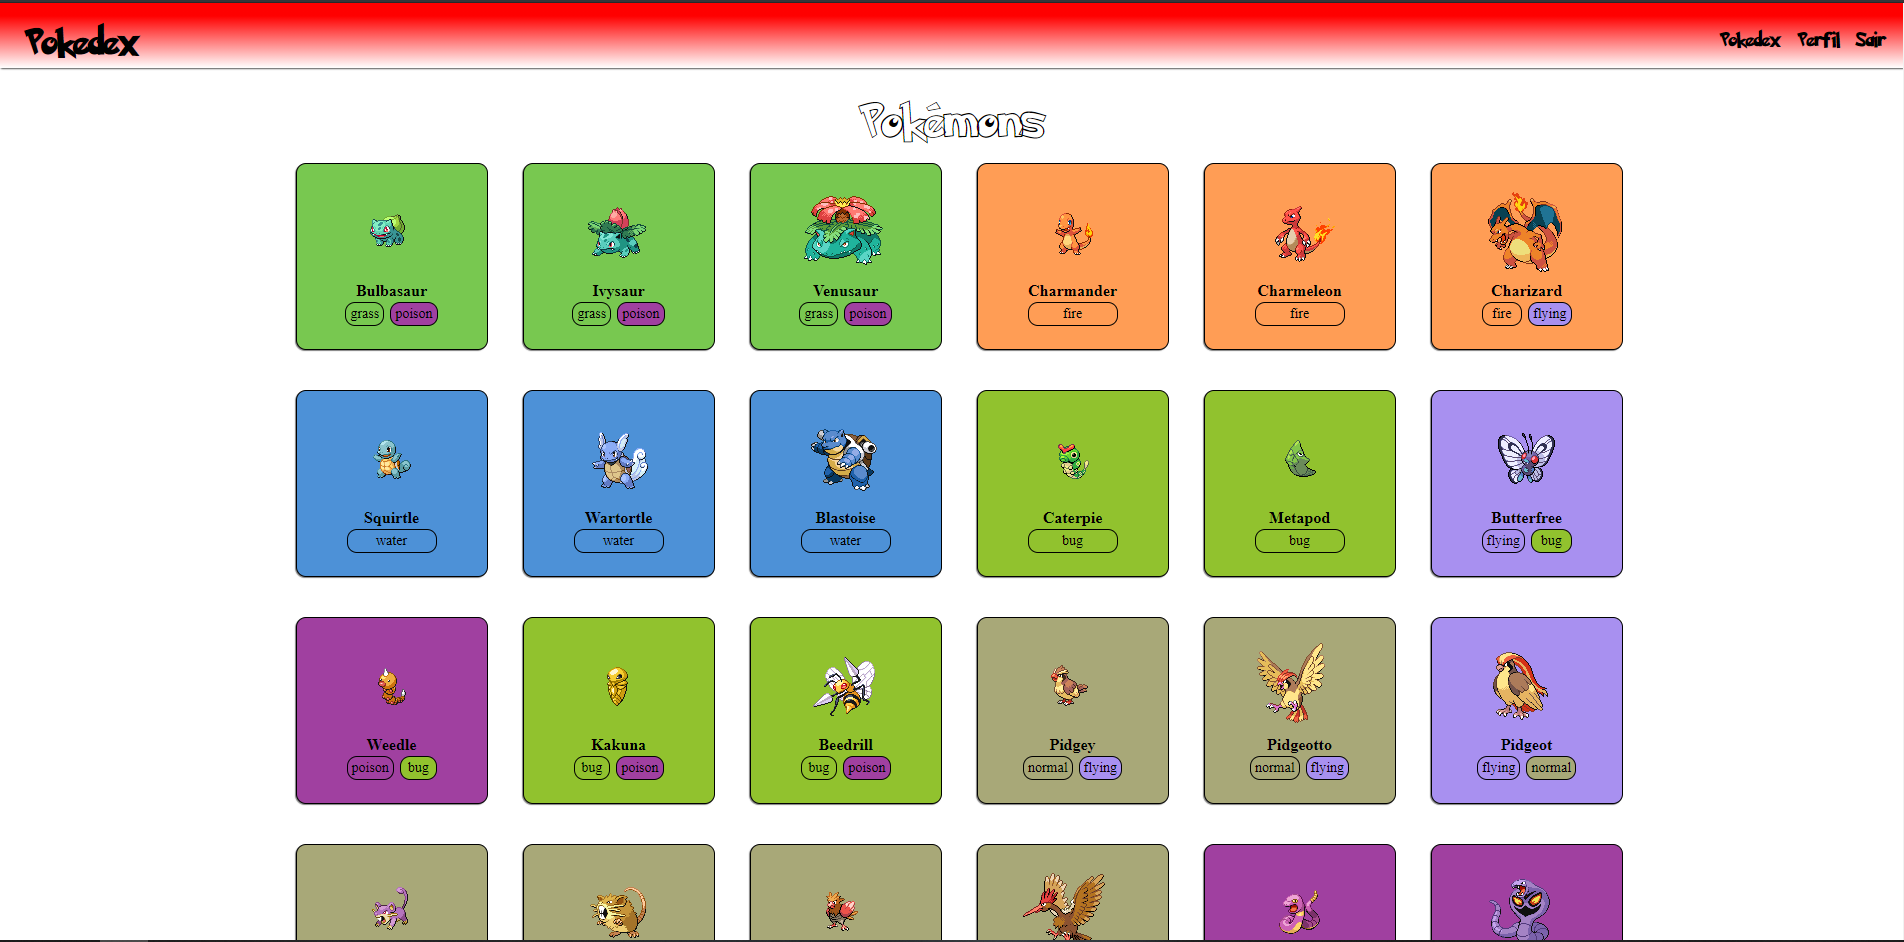 Pokedex
Pokedex Perfil Sair
Pokémons
Bulbasaur Ivysaur Venusaur Charmander Charmeleon Charizard
grass poison grass poison grass poison fire fire fire flying
Squirtle Wartortle Blastoise Caterpie Metapod Butterfree
water water water bug bug flying bug
Weedle Kakuna Beedrill Pidgey Pidgeotto Pidgeot
poison bug bug poison bug poison normal flying normal flying flying normal